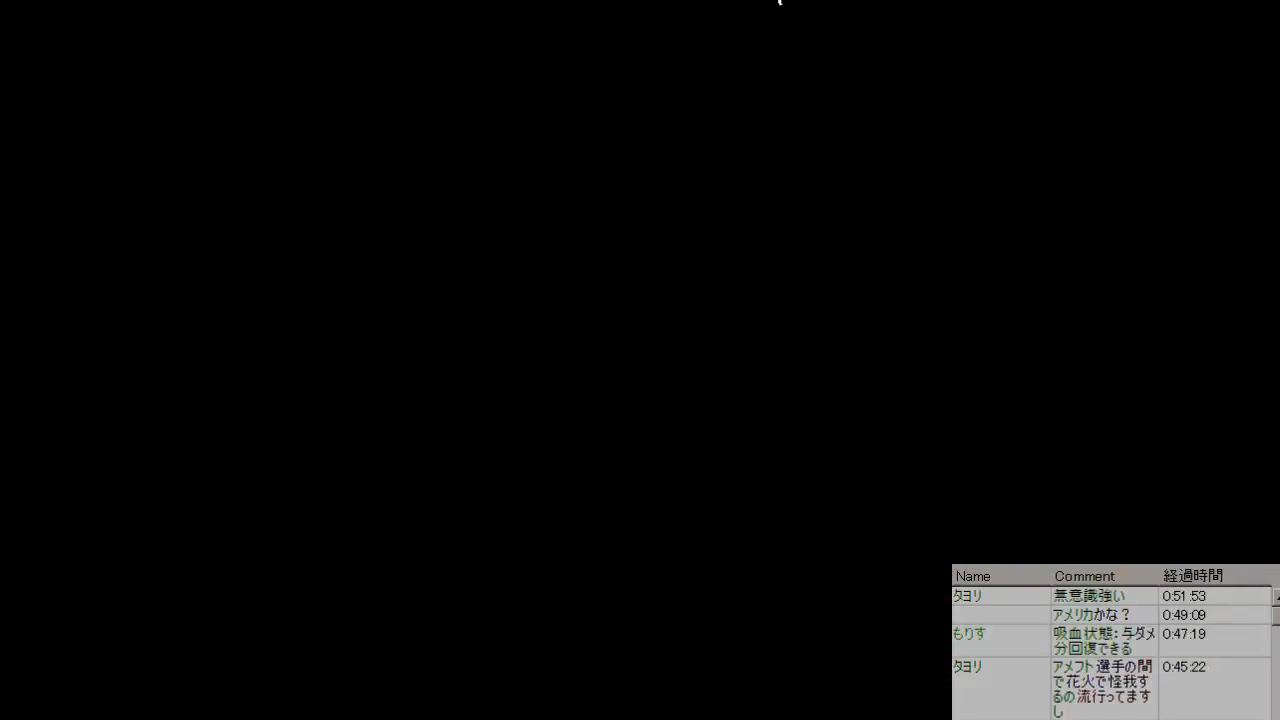 Name Comment 経過時間
タヨリ 無意識強い 0:51:53
アメリカかな？ 0:49:09
もりす 吸血状態：与ダメ 0:47:19
分回復できる
タヨリ アメフト選手の間 0:45:22
で花火で怪我す
るの流行ってます
し